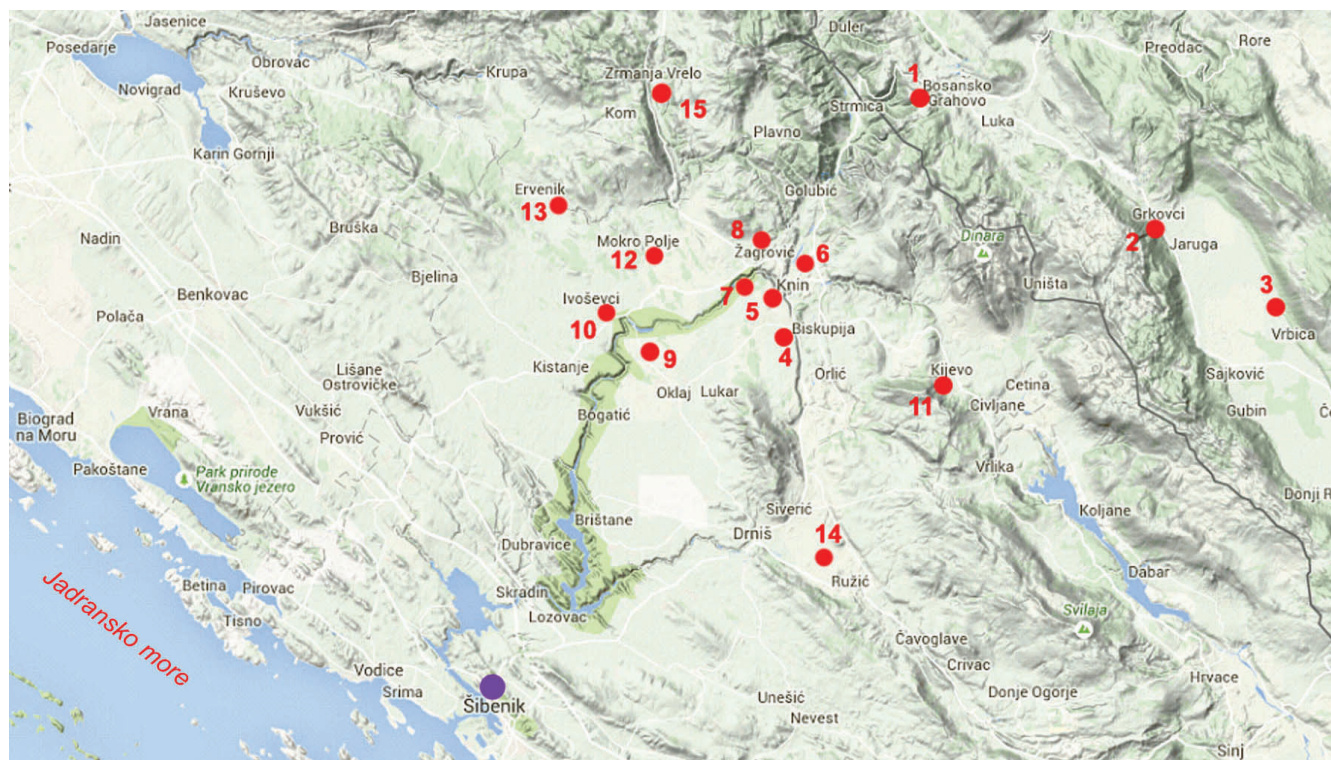 Jasenice
Posedarje
Obrovac
Novigrad
Kruševo
Krupa
Zrmanja Vrelo
15
Kom
Duler
Preodac
Rore
1
Bosansko
Grahovo
Strmica
Luka
Plavno
Karin Gornji
Golubić
Ervenik
13
Bruška
Nadin
Mokro Polje
12
8
Žagrović
6
Dinara
Grkovci
2
Jaruga
Bjelina
Benkovac
Polača
Ivoševci
10
7
5
Knin
Uništa
3
Vrbica
Biskupija
4
9
Kistanje
Oklaj
Lukar
Orlić
Kijevo
11
Cetina
Civljane
Sajković
Gubin
Lišane
Ostrovičke
Vukšić
Bogatić
Biograd
na Moru
Vrana
Prović
Pakoštane
Park prirode
Vransko jezero
Vrlika
Donji R
Koljane
Siverić
Brištane
Drniš
14
Dubravice
Ružić
Dabar
Jadransko more
Betina
Pirovac
Tisno
Skradin
Lozovac
Svilaja
Čavoglave
Crivac
Hrvace
Vodice
Srima
Šibenik
Unešić
Nevest
Donje Ogorje
Sinj